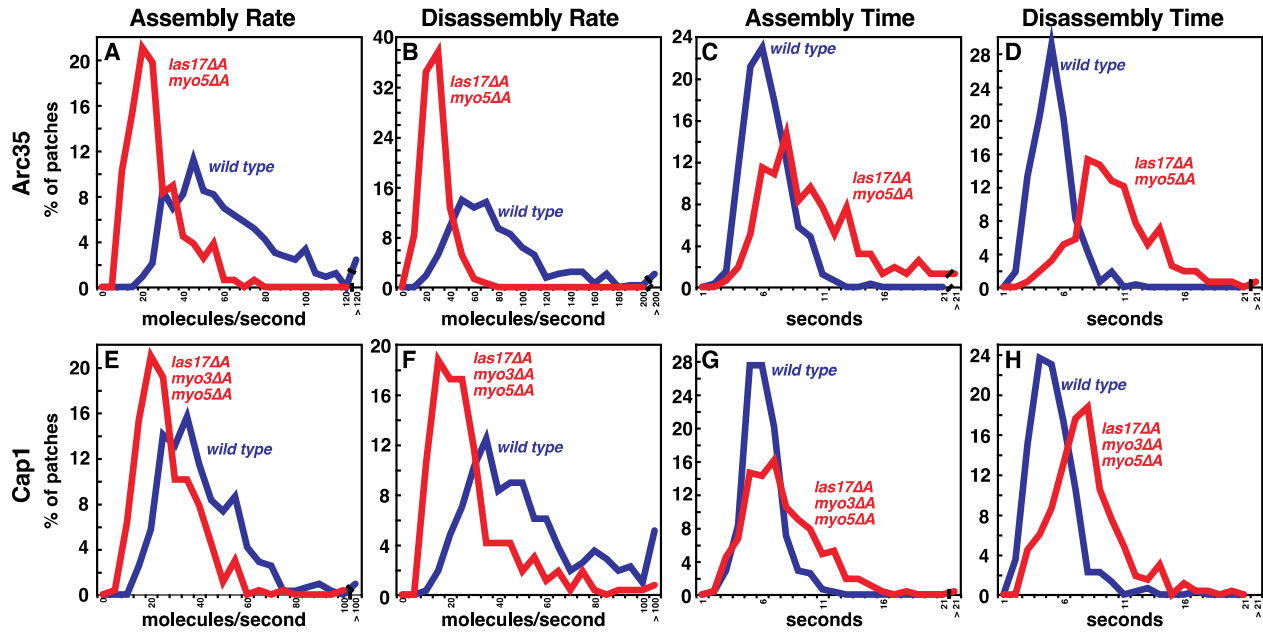 Assembly Rate
Disassembly Rate
Assembly Time
Disassembly Time
Arc35
% of patches
A
las17ΔA
myo5ΔA
wild type
20
16
12
8
4
0
0
20
40
60
80
100
120
> 120
molecules/second
B
las17ΔA
myo5ΔA
wild type
40
36
32
28
24
20
16
12
8
4
0
0
20
40
60
80
100
120
140
160
180
200
> 200
molecules/second
C
wild type
las17ΔA
myo5ΔA
24
20
16
12
8
4
0
1
6
11
16
21
> 21
seconds
D
wild type
las17ΔA
myo5ΔA
28
24
20
16
12
8
4
0
1
6
11
16
21
> 21
seconds
Cap1
% of patches
E
las17ΔA
myo3ΔA
myo5ΔA
wild type
20
16
12
8
4
0
0
20
40
60
80
100
> 100
molecules/second
F
las17ΔA
myo3ΔA
myo5ΔA
wild type
20
16
12
8
4
0
0
20
40
60
80
100
> 100
molecules/second
G
wild type
las17ΔA
myo3ΔA
myo5ΔA
28
24
20
16
12
8
4
0
1
6
11
16
21
> 21
seconds
H
wild type
las17ΔA
myo3ΔA
myo5ΔA
24
20
16
12
8
4
0
1
6
11
16
21
> 21
seconds